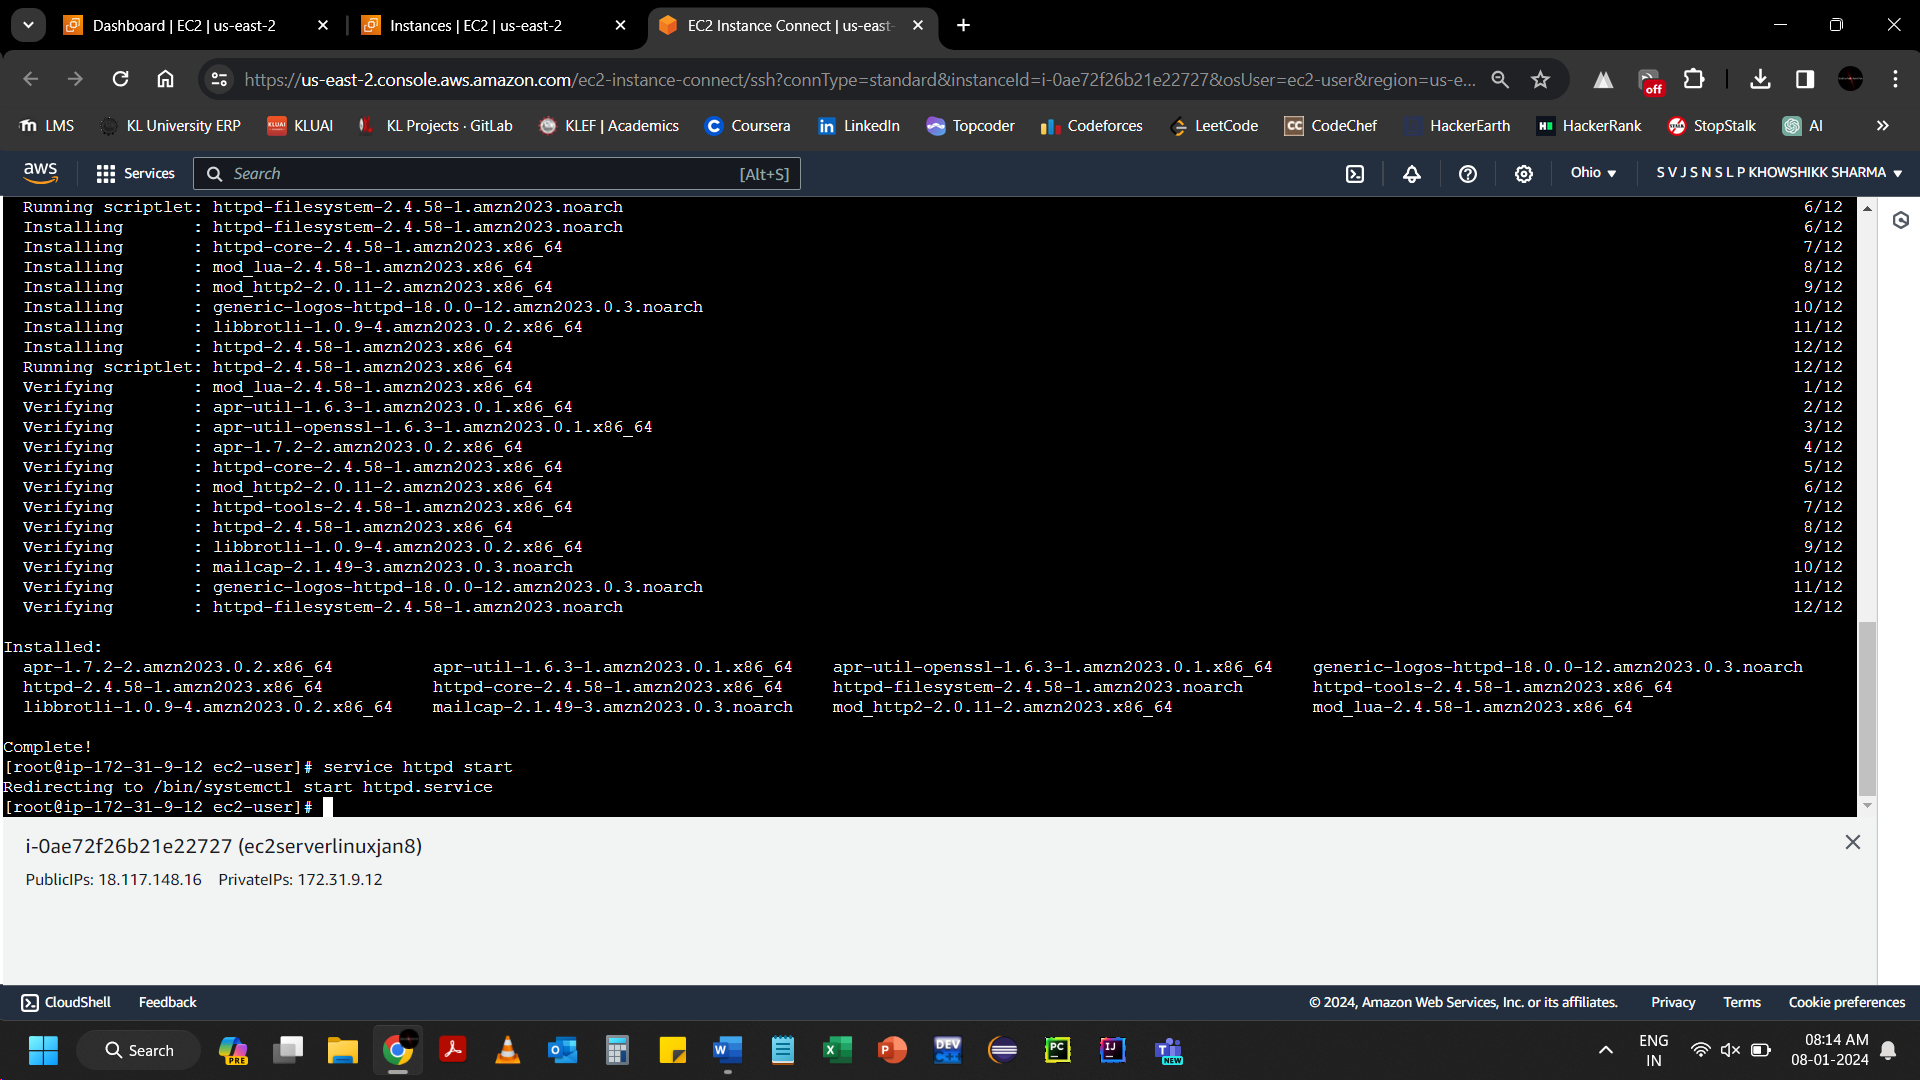 Dashboard | EC2 | us-east-2
Instances | EC2 | us-east-2
EC2 Instance Connect | us-east-
https://us-east-2.console.aws.amazon.com/ec2-instance-connect/ssh?connType=standard&instanceId=i-0ae72f26b21e22727&osUser=ec2-user&region=us-e...
off
LMS
KL University ERP
KLUAI
KL Projects · GitLab
KLEF | Academics
Coursera
LinkedIn
Topcoder
Codeforces
LeetCode
CodeChef
HackerEarth
HackerRank
StopStalk
AI
aws
Services
Search
[Alt+S]
Ohio
S V J S N S L P KHOWSHIKK SHARMA
Running scriptlet: httpd-filesystem-2.4.58-1.amzn2023.noarch 6/12
Installing : httpd-filesystem-2.4.58-1.amzn2023.noarch 6/12
Installing : httpd-core-2.4.58-1.amzn2023.x86_64 7/12
Installing : mod_lua-2.4.58-1.amzn2023.x86_64 8/12
Installing : mod_http2-2.0.11-2.amzn2023.x86_64 9/12
Installing : generic-logos-httpd-18.0.0-12.amzn2023.0.3.noarch 10/12
Installing : libbrotli-1.0.9-4.amzn2023.0.2.x86_64 11/12
Installing : httpd-2.4.58-1.amzn2023.x86_64 12/12
Running scriptlet: httpd-2.4.58-1.amzn2023.x86_64 12/12
Verifying : mod_lua-2.4.58-1.amzn2023.x86_64 1/12
Verifying : apr-util-1.6.3-1.amzn2023.0.1.x86_64 2/12
Verifying : apr-util-openssl-1.6.3-1.amzn2023.0.1.x86_64 3/12
Verifying : apr-1.7.2-2.amzn2023.0.2.x86_64 4/12
Verifying : httpd-core-2.4.58-1.amzn2023.x86_64 5/12
Verifying : mod_http2-2.0.11-2.amzn2023.x86_64 6/12
Verifying : httpd-tools-2.4.58-1.amzn2023.x86_64 7/12
Verifying : httpd-2.4.58-1.amzn2023.x86_64 8/12
Verifying : libbrotli-1.0.9-4.amzn2023.0.2.x86_64 9/12
Verifying : mailcap-2.1.49-3.amzn2023.0.3.noarch 10/12
Verifying : generic-logos-httpd-18.0.0-12.amzn2023.0.3.noarch 11/12
Verifying : httpd-filesystem-2.4.58-1.amzn2023.noarch 12/12
Installed:
apr-1.7.2-2.amzn2023.0.2.x86_64 apr-util-1.6.3-1.amzn2023.0.1.x86_64 apr-util-openssl-1.6.3-1.amzn2023.0.1.x86_64 generic-logos-httpd-18.0.0-12.amzn2023.0.3.noarch
httpd-2.4.58-1.amzn2023.x86_64 httpd-core-2.4.58-1.amzn2023.x86_64 httpd-filesystem-2.4.58-1.amzn2023.noarch httpd-tools-2.4.58-1.amzn2023.x86_64
libbrotli-1.0.9-4.amzn2023.0.2.x86_64 mailcap-2.1.49-3.amzn2023.0.3.noarch mod_http2-2.0.11-2.amzn2023.x86_64 mod_lua-2.4.58-1.amzn2023.x86_64
Complete!
[root@ip-172-31-9-12 ec2-user]# service httpd start
Redirecting to /bin/systemctl start httpd.service
[root@ip-172-31-9-12 ec2-user]#
i-0ae72f26b21e22727 (ec2serverlinuxjan8)
PublicIPs: 18.117.148.16 PrivateIPs: 172.31.9.12
CloudShell
Feedback
© 2024, Amazon Web Services, Inc. or its affiliates.
Privacy
Terms
Cookie preferences
Search
PRE
DEV
PC
IJ
NEW
ENG
IN
08:14 AM
08-01-2024